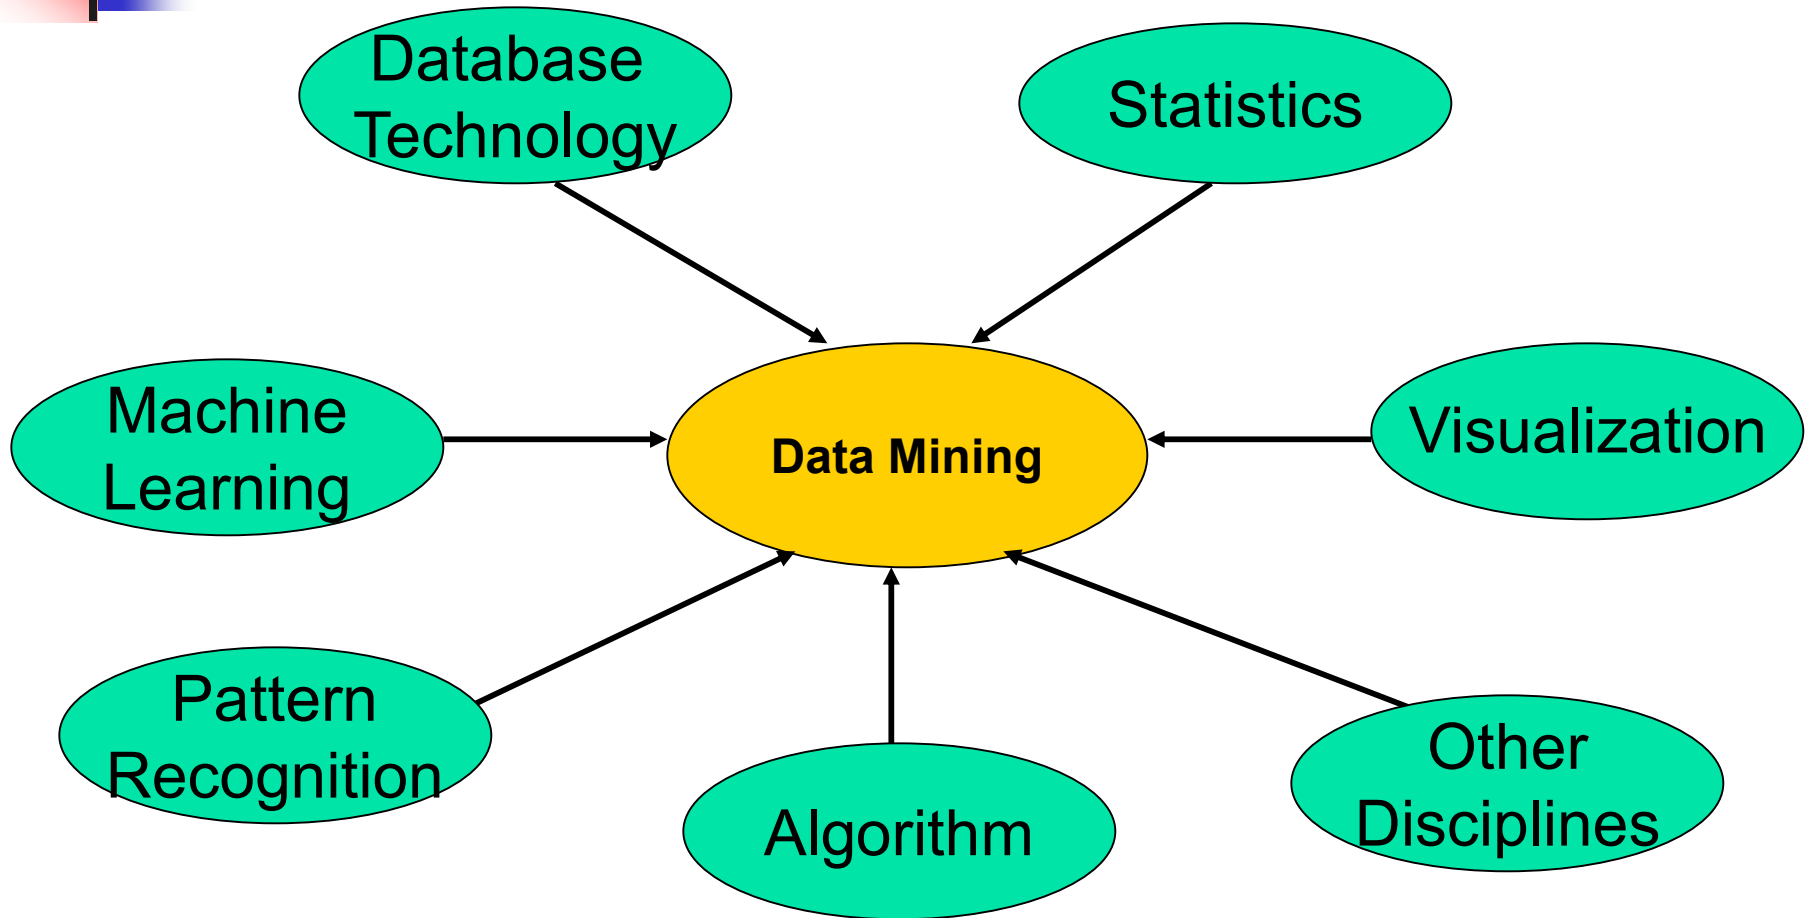 Database
Technology
Statistics
Machine
Learning
Data Mining
Visualization
Pattern
Recognition
Algorithm
Other
Disciplines